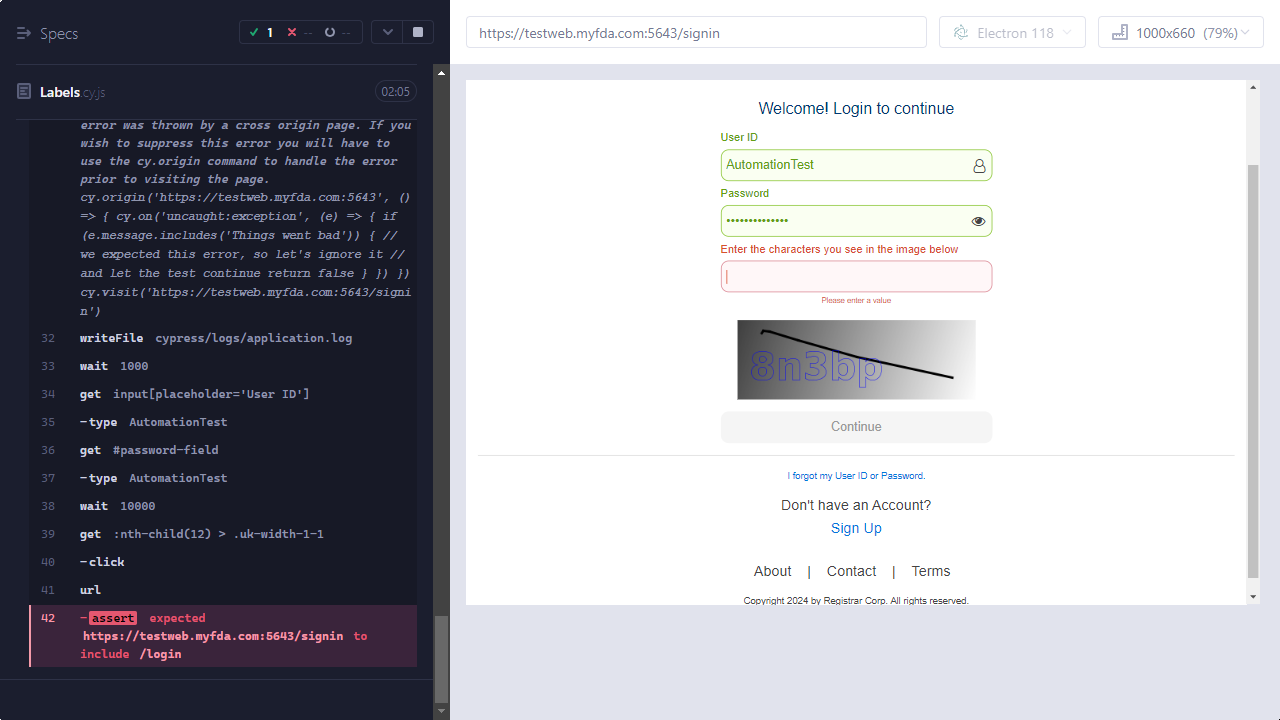 Specs
1
--
--
Labels cy.js
02:05
error was thrown by a cross origin page. If you
wish to suppress this error you will have to
use the cy.origin command to handle the error
prior to visiting the page.
cy.origin('https://testweb.myfda.com:5643', ()
=> { cy.on('uncaught:exception', (e) => { if
(e.message.includes('Things went bad')) { //
we expected this error, so let's ignore it //
and let the test continue return false } }) })
cy.visit('https://testweb.myfda.com:5643/signi
n')
32 writeFile cypress/logs/application.log
33 wait 1000
34 get input[placeholder='User ID']
35 -type AutomationTest
36 get #password-field
37 -type AutomationTest
38 wait 10000
39 get :nth-child(12) > .uk-width-1-1
40 -click
41 url
42 -assert expected
https://testweb.myfda.com:5643/signin to
include /login
https://testweb.myfda.com:5643/signin
Electron 118
1000x660 (79%)
Welcome! Login to continue
User ID
AutomationTest
Password
••••••••••••••
Enter the characters you see in the image below
Please enter a value
8n3bp
Continue
I forgot my User ID or Password.
Don't have an Account?
Sign Up
About | Contact | Terms
Copyright 2024 by Registrar Corp. All rights reserved.